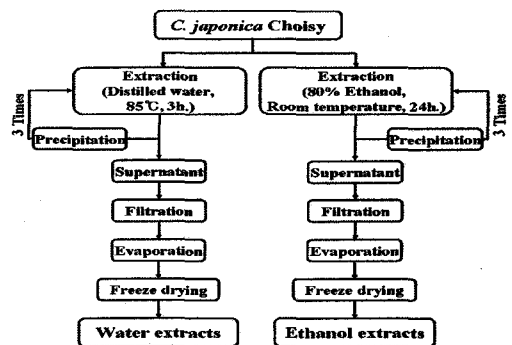 C. japonica Choisy
Extraction
(Distilled water,
85℃, 3h.)
3 Times
Precipitation
Supernatant
Filtration
Evaporation
Freeze drying
Water extracts
Extraction
(80% Ethanol,
Room temperature, 24h.)
3 Times
Precipitation
Supernatant
Filtration
Evaporation
Freeze drying
Ethanol extracts